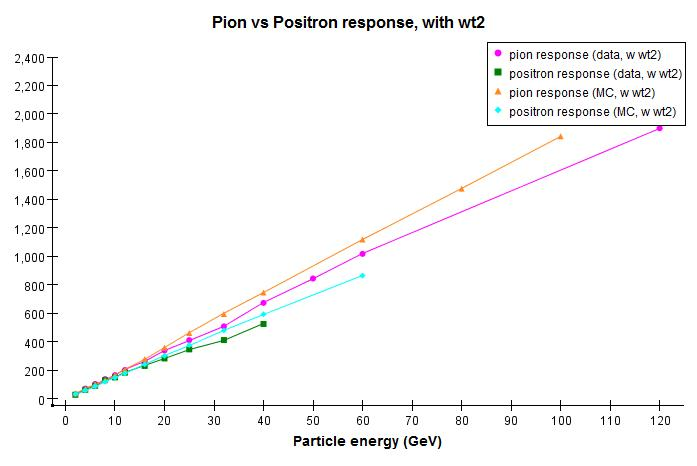 Pion vs Positron response, with wt2
pion response (data, w wt2)
positron response (data, w wt2)
pion response (MC, w wt2)
positron response (MC, w wt2)
2,400
2,200
2,000
1,800
1,600
1,400
1,200
1,000
800
600
400
200
0
0 10 20 30 40 50 60 70 80 90 100 110 120
Particle energy (GeV)